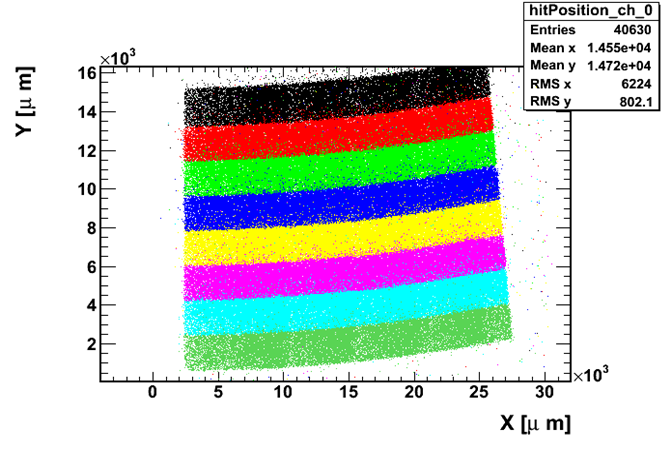 hitPosition_ch_0
Entries 40630
Mean x 1.455e+04
Mean y 1.472e+04
RMS x 6224
RMS y 802.1
×10³
Y [μ m]
16
14
12
10
8
6
4
2
0 5 10 15 20 25 30
×10³
X [μ m]